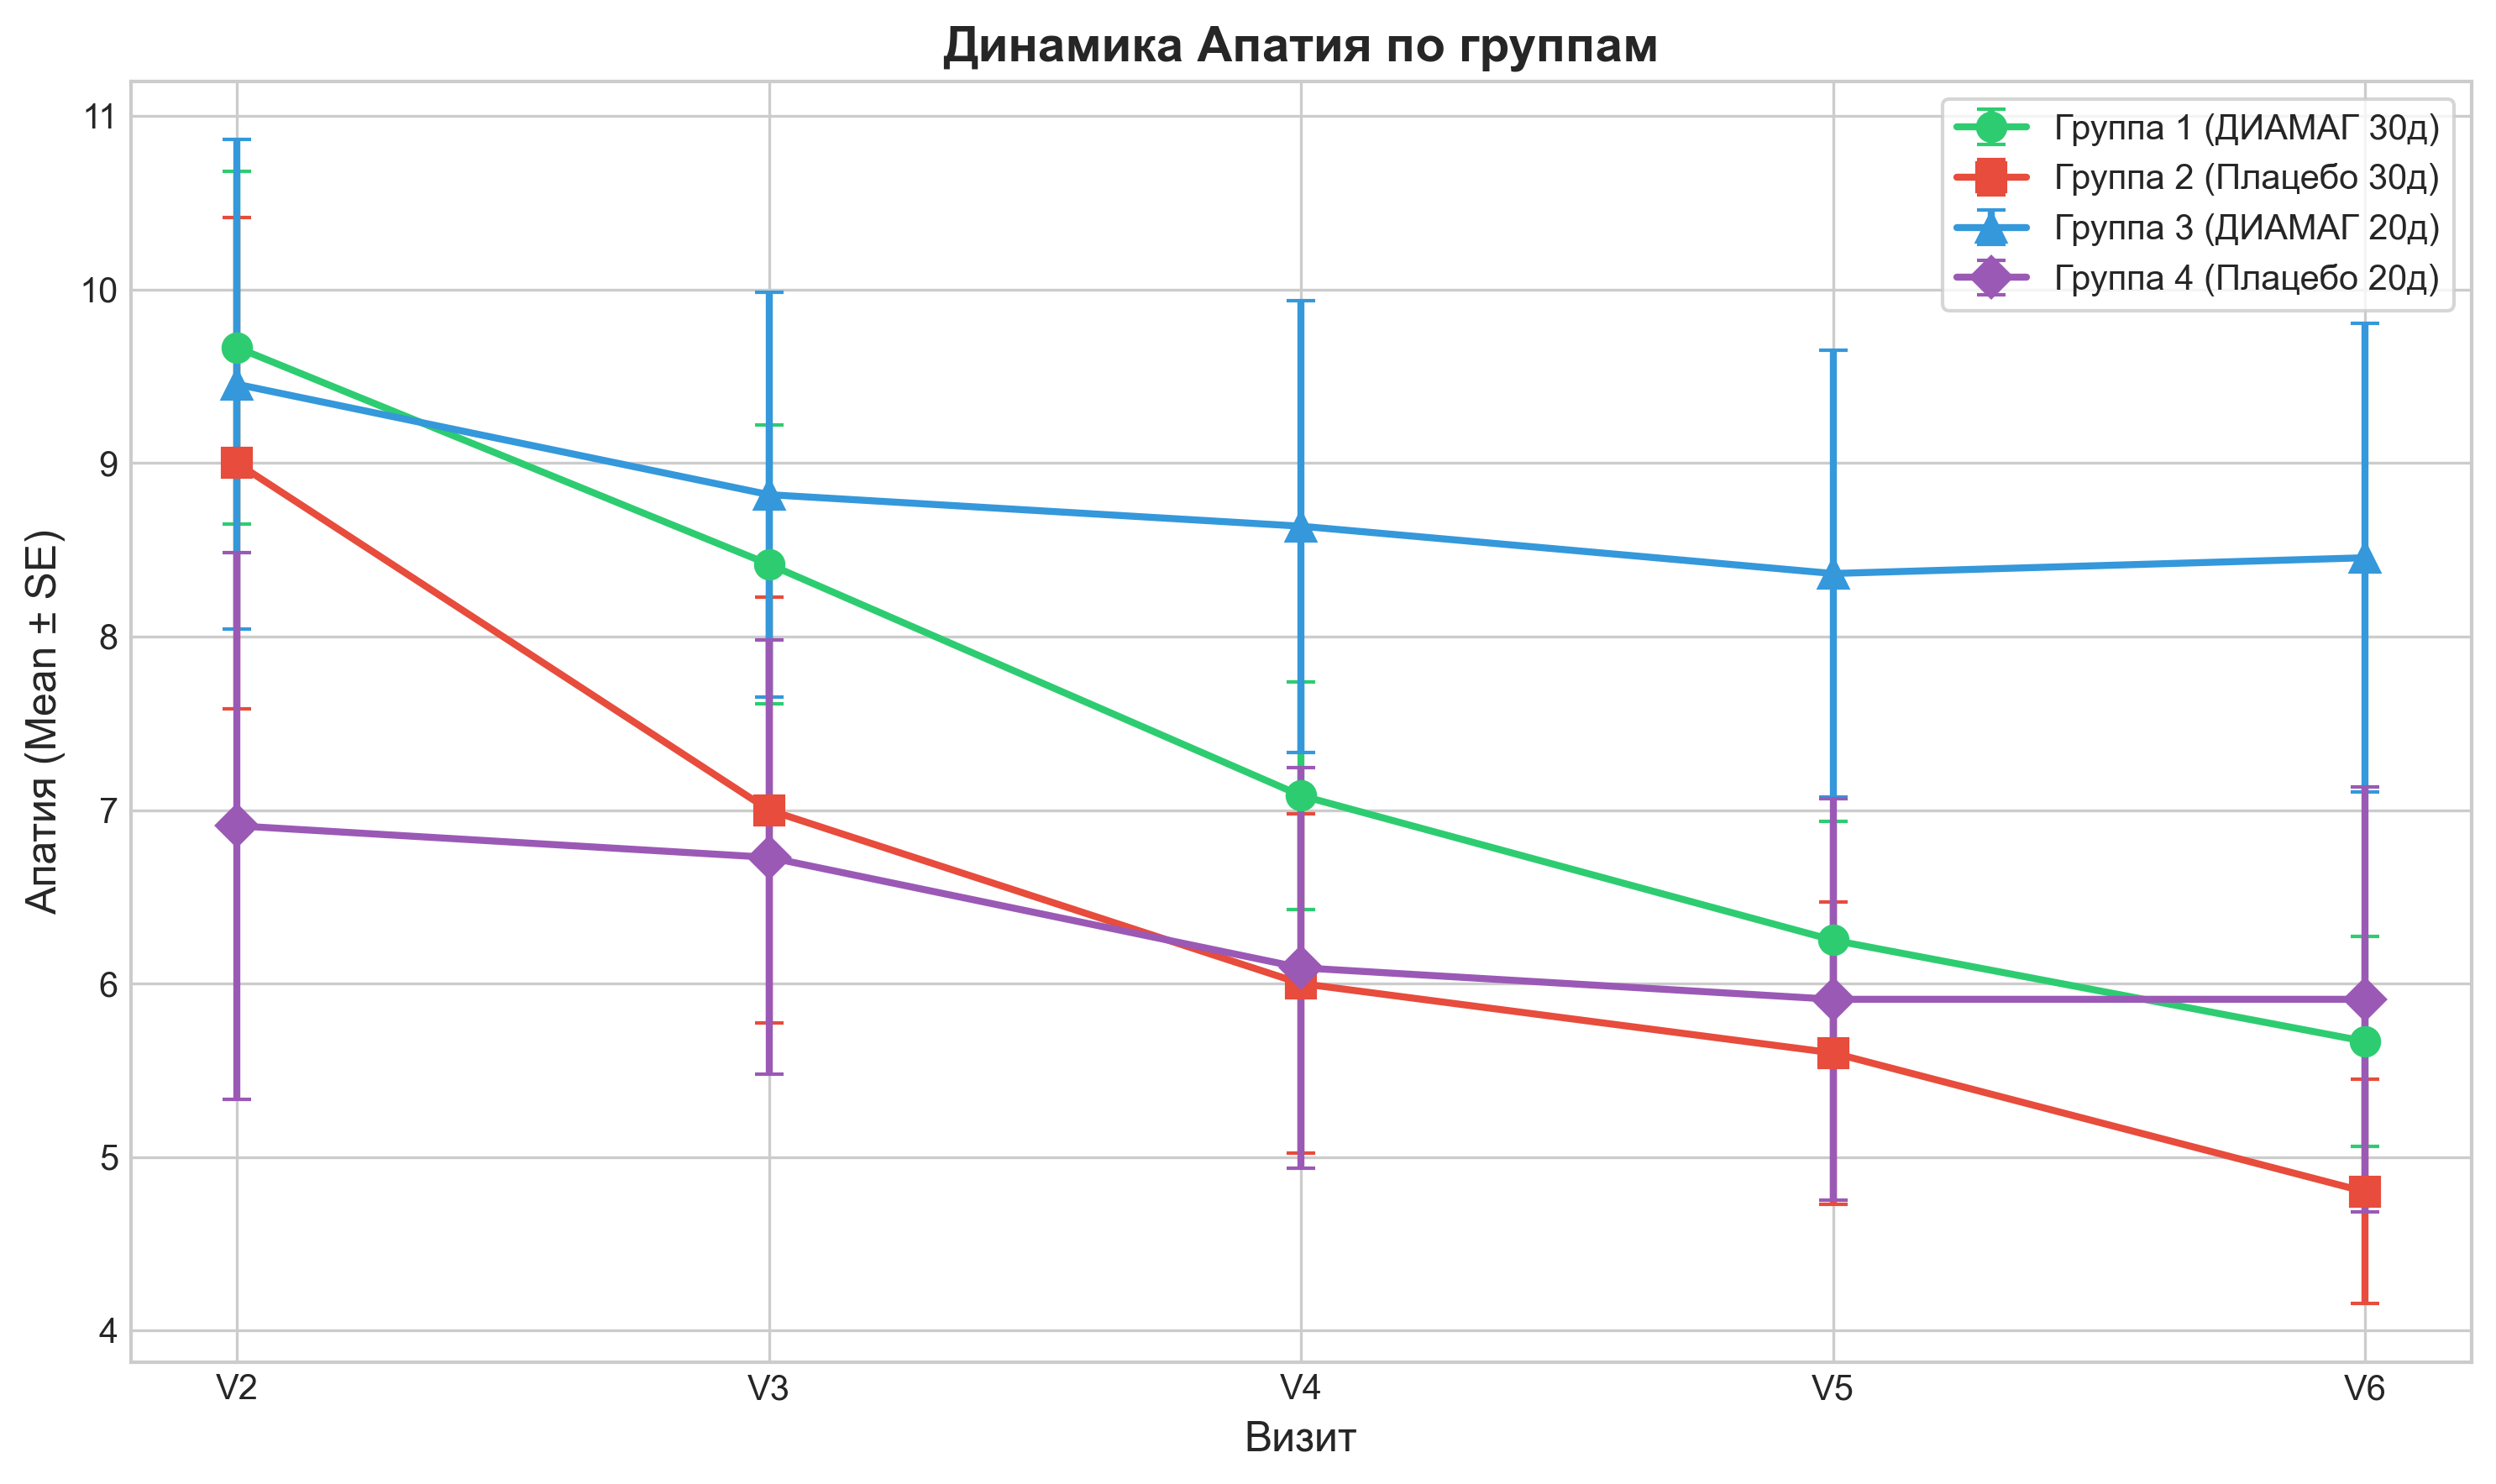 Динамика Апатия по группам
Группа 1 (ДИАМАГ 30д)
Группа 2 (Плацебо 30д)
Группа 3 (ДИАМАГ 20д)
Группа 4 (Плацебо 20д)
Апатия (Mean ± SE)
11
10
9
8
7
6
5
4
V2 V3 V4 V5 V6
Визит